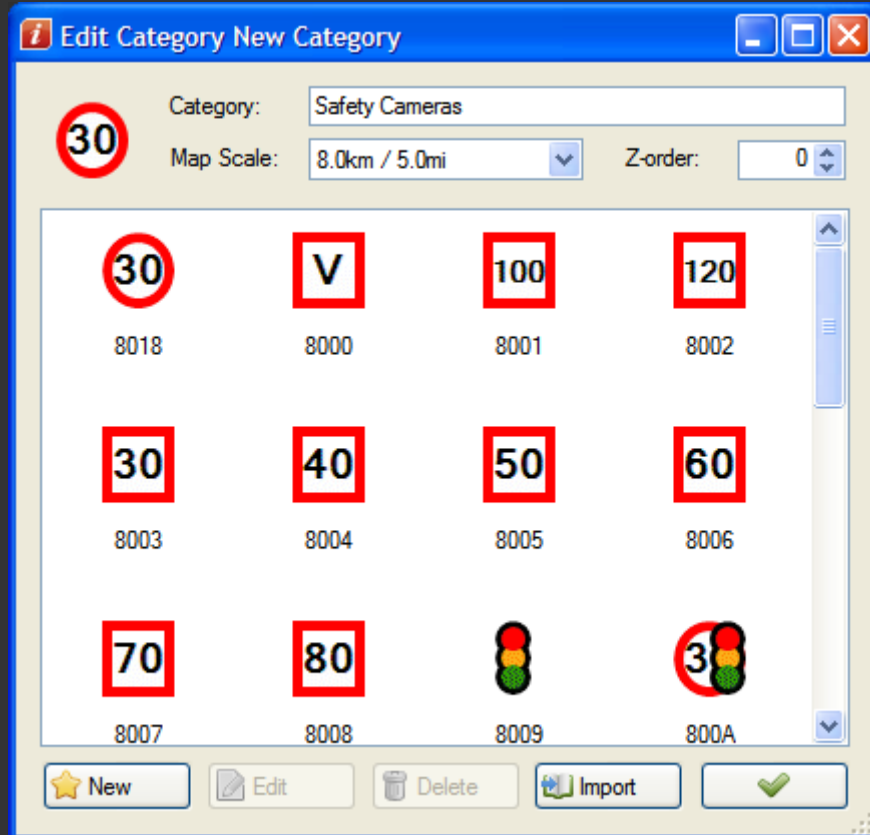 Edit Category New Category
Category: Safety Cameras
30
Map Scale: 8.0km / 5.0mi Z-order: 0
30 V 100 120
8018 8000 8001 8002
30 40 50 60
8003 8004 8005 8006
70 80 3
8007 8008 8009 800A
New Edit Delete Import